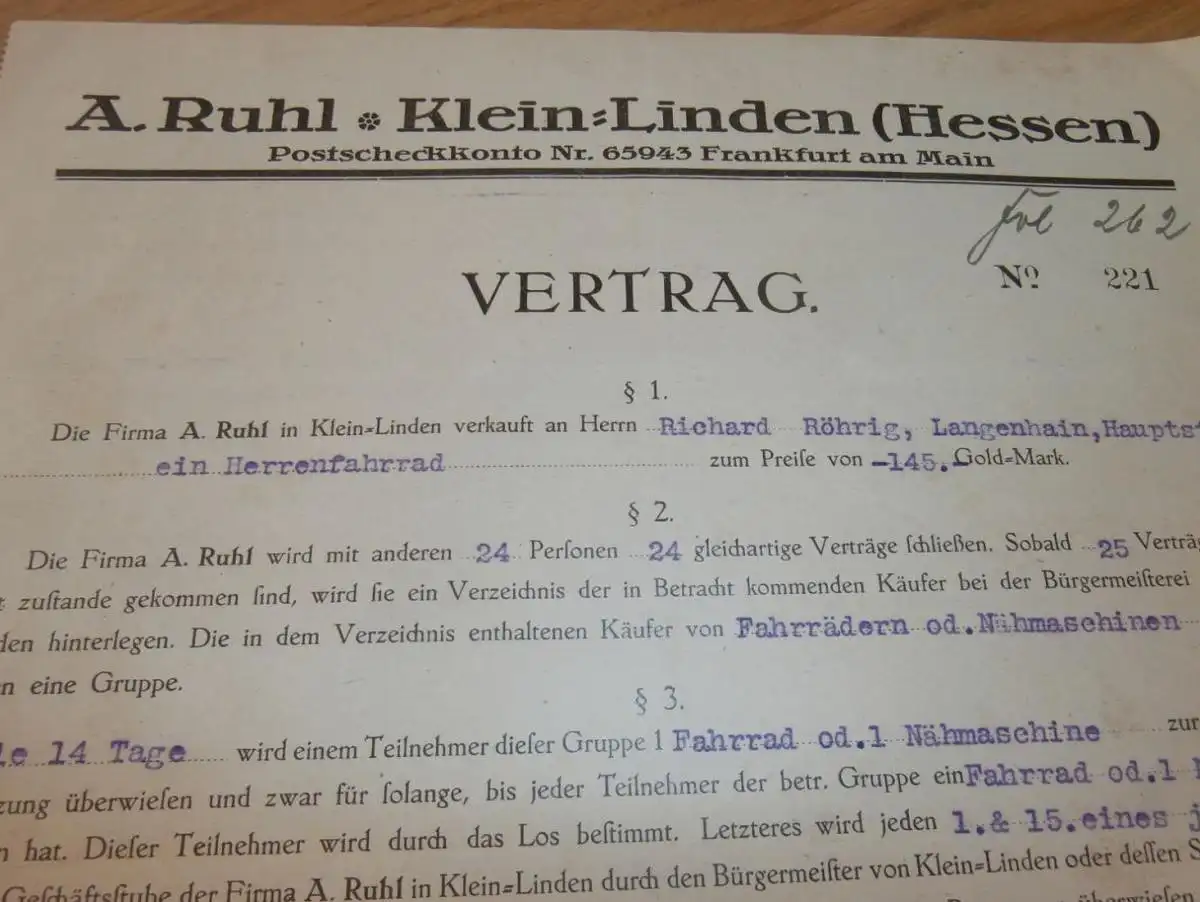 A. Ruhl ❇ Klein=Linden (Hessen)
Postscheckkonto Nr. 65943 Frankfurt am Main
fol 262
VERTRAG.
No 221
§ 1.
Die Firma A. Ruhl in Klein=Linden verkauft an Herrn Richard Röhrig, Langenhain,Haupts
ein Herrenfahrrad zum Preiſe von -145. Gold=Mark.
§ 2.
Die Firma A. Ruhl wird mit anderen 24 Perſonen 24 gleichartige Verträge ſchließen. Sobald 25 Verträ
t zuſtande gekommen ſind, wird ſie ein Verzeichnis der in Betracht kommenden Käufer bei der Bürgermeiſterei
den hinterlegen. Die in dem Verzeichnis enthaltenen Käufer von Fahrrädern od.Nähmaschinen
n eine Gruppe.
§ 3.
le 14 Tage wird einem Teilnehmer dieſer Gruppe 1 Fahrrad od.1 Nähmaschine zur
zung überwieſen und zwar für ſolange, bis jeder Teilnehmer der betr. Gruppe ein Fahrrad od.1
n hat. Dieſer Teilnehmer wird durch das Los beſtimmt. Letzteres wird jeden 1.& 15.eines j
Geſchäftsſtube der Firma A. Ruhl in Klein=Linden durch den Bürgermeiſter von Klein=Linden oder deſſen S
überwieſen